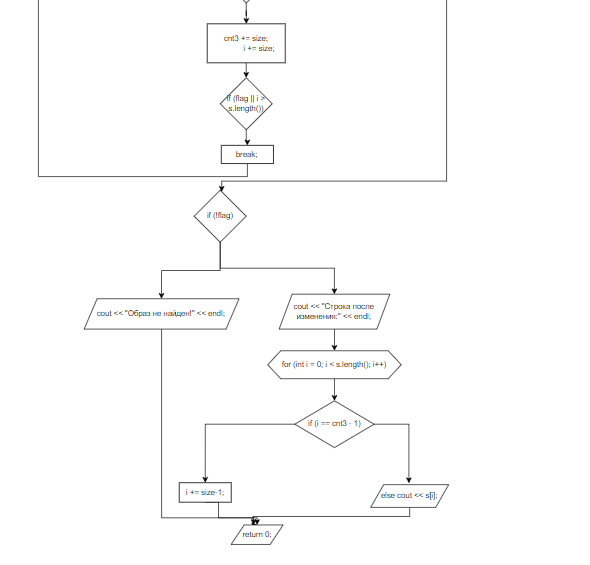 cnt3 += size;
i += size;
if (flag || i >
s.length())
break;
if (!flag)
cout << "Образ не найден!" << endl;
cout << "Строка после
изменения:" << endl;
for (int i = 0; i < s.length(); i++)
if (i == cnt3 - 1)
i += size-1;
else cout << s[i];
return 0;